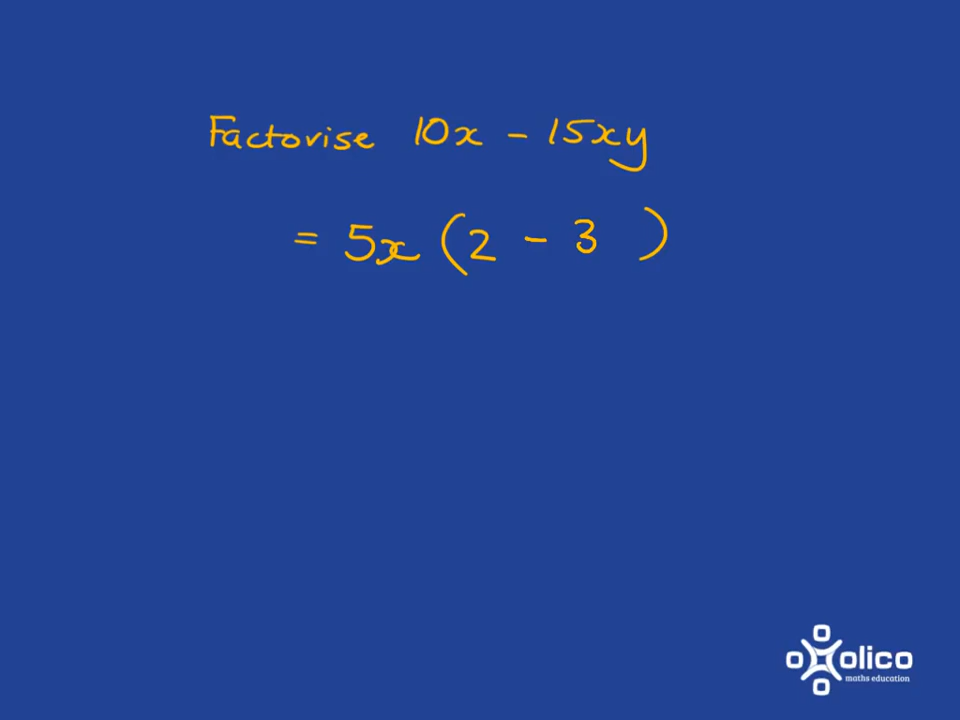 Factorise 10x - 15xy
= 5x (2 - 3 )
olico
maths education